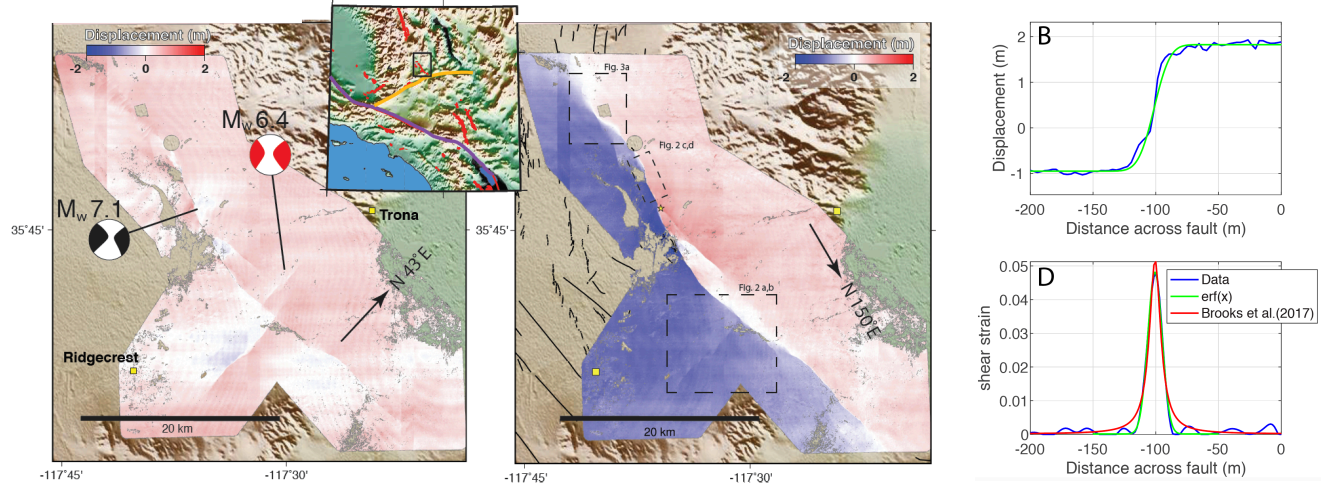 Displacement (m)
-2 0 2
Mw6.4
Mw7.1
Trona
35°45'
N 43°E
Ridgecrest
20 km
-117°45' -117°30'
Displacement (m)
-2 0 2
Fig. 3a
Fig. 2 c,d
35°45'
N 150°E
Fig. 2 a,b
20 km
-117°45' -117°30'
B
Displacement (m)
2
1
0
-1
-200 -150 -100 -50 0
Distance across fault (m)
D
Data
erf(x)
Brooks et al.(2017)
shear strain
0.05
0.04
0.03
0.02
0.01
0
-200 -150 -100 -50 0
Distance across fault (m)